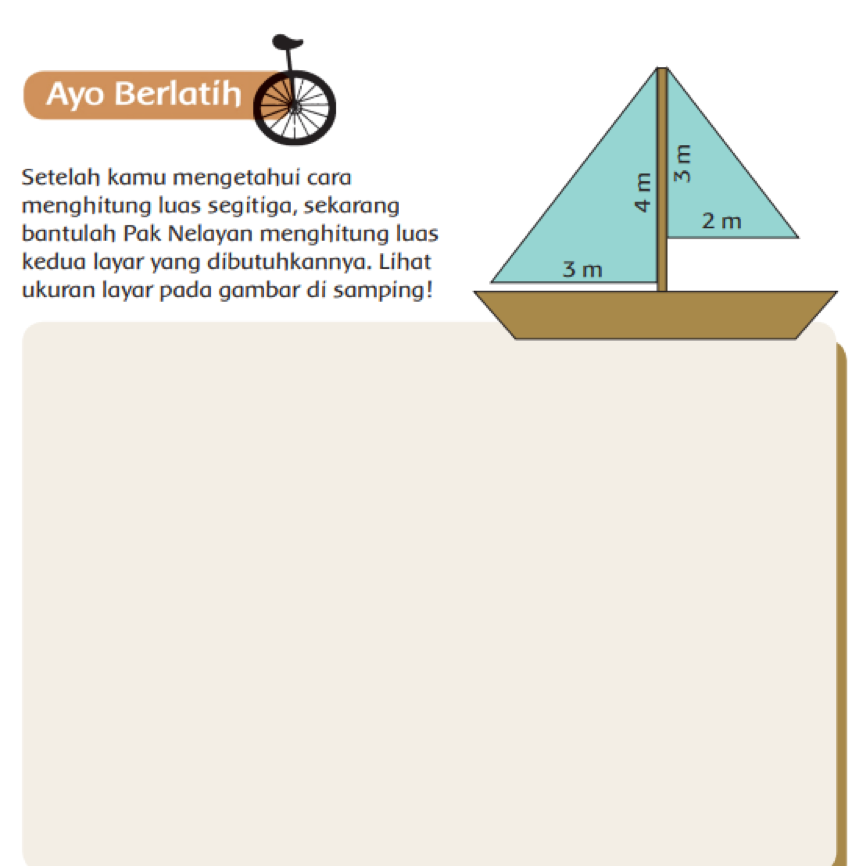 Ayo Berlatih
Setelah kamu mengetahui cara
menghitung luas segitiga, sekarang
bantulah Pak Nelayan menghitung luas
kedua layar yang dibutuhkannya. Lihat
ukuran layar pada gambar di samping!
4 m
3 m
2 m
3 m